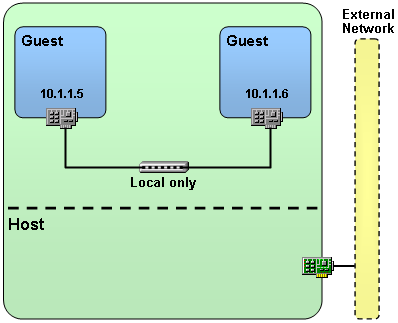 External
Network
Guest
Guest
10.1.1.5
10.1.1.6
Local only
Host